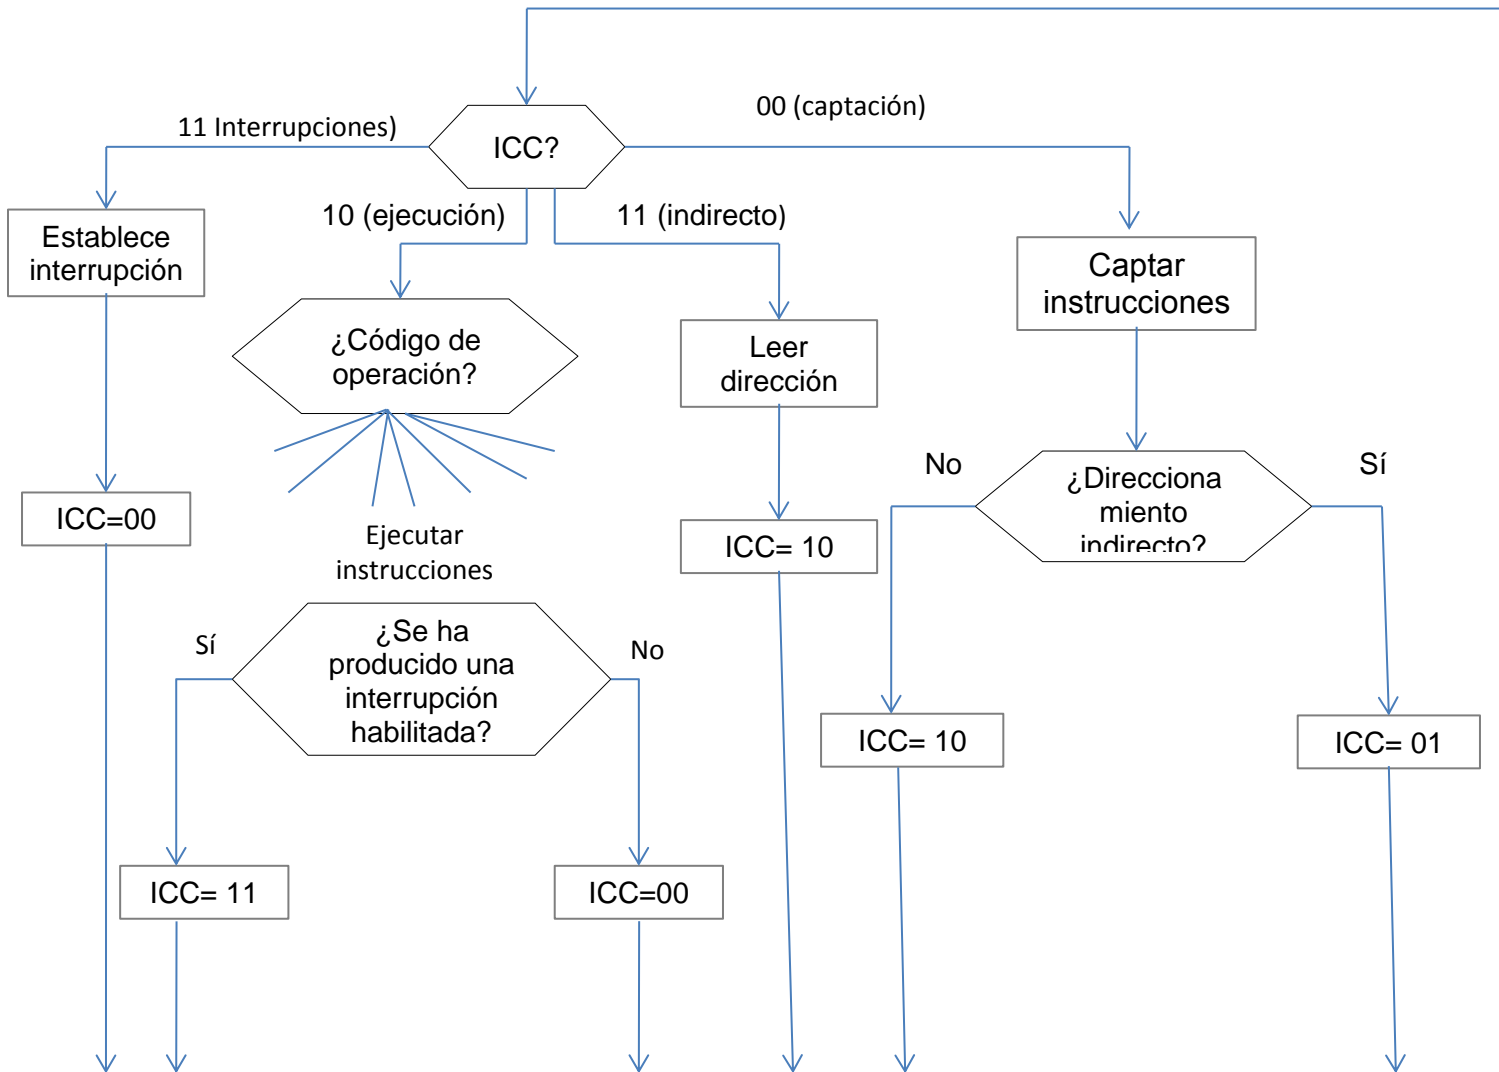 00 (captación)
11 Interrupciones)
ICC?
10 (ejecución)
11 (indirecto)
Establece
interrupción
Captar
instrucciones
¿Código de
operación?
Leer
dirección
No
Sí
¿Direcciona
miento
indirecto?
ICC=00
Ejecutar
instrucciones
ICC= 10
Sí
¿Se ha
producido una
interrupción
habilitada?
No
ICC= 10
ICC= 01
ICC= 11
ICC=00